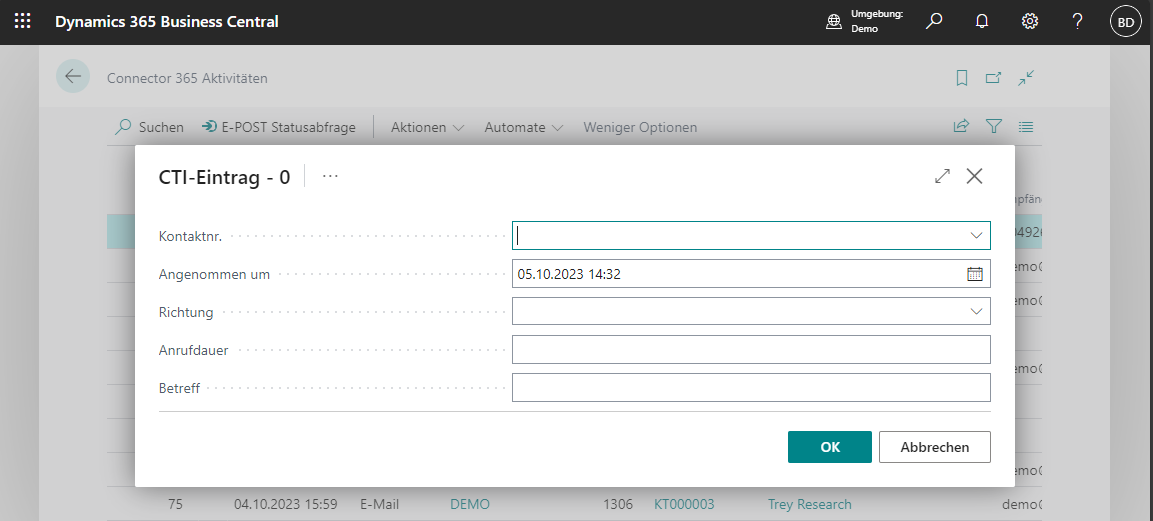 Dynamics 365 Business Central
Umgebung:
Demo
BD
Connector 365 Aktivitäten
Suchen
E-POST Statusabfrage
Aktionen
Automate
Weniger Optionen
CTI-Eintrag - 0
Kontaktnr.
Angenommen um
05.10.2023 14:32
Richtung
Anrufdauer
Betreff
OK
Abbrechen
75 04.10.2023 15:59 E-Mail DEMO 1306 KT000003 Trey Research demo@